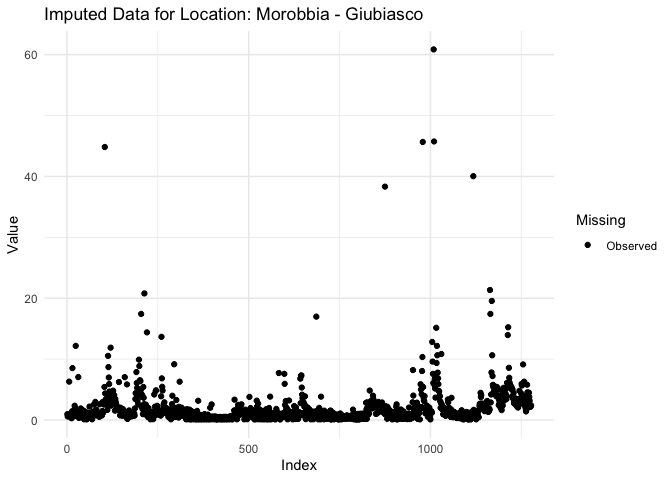 Imputed Data for Location: Morobbia - Giubiasco
60
40
20
0
Value
0 500 1000
Index
Missing
Observed